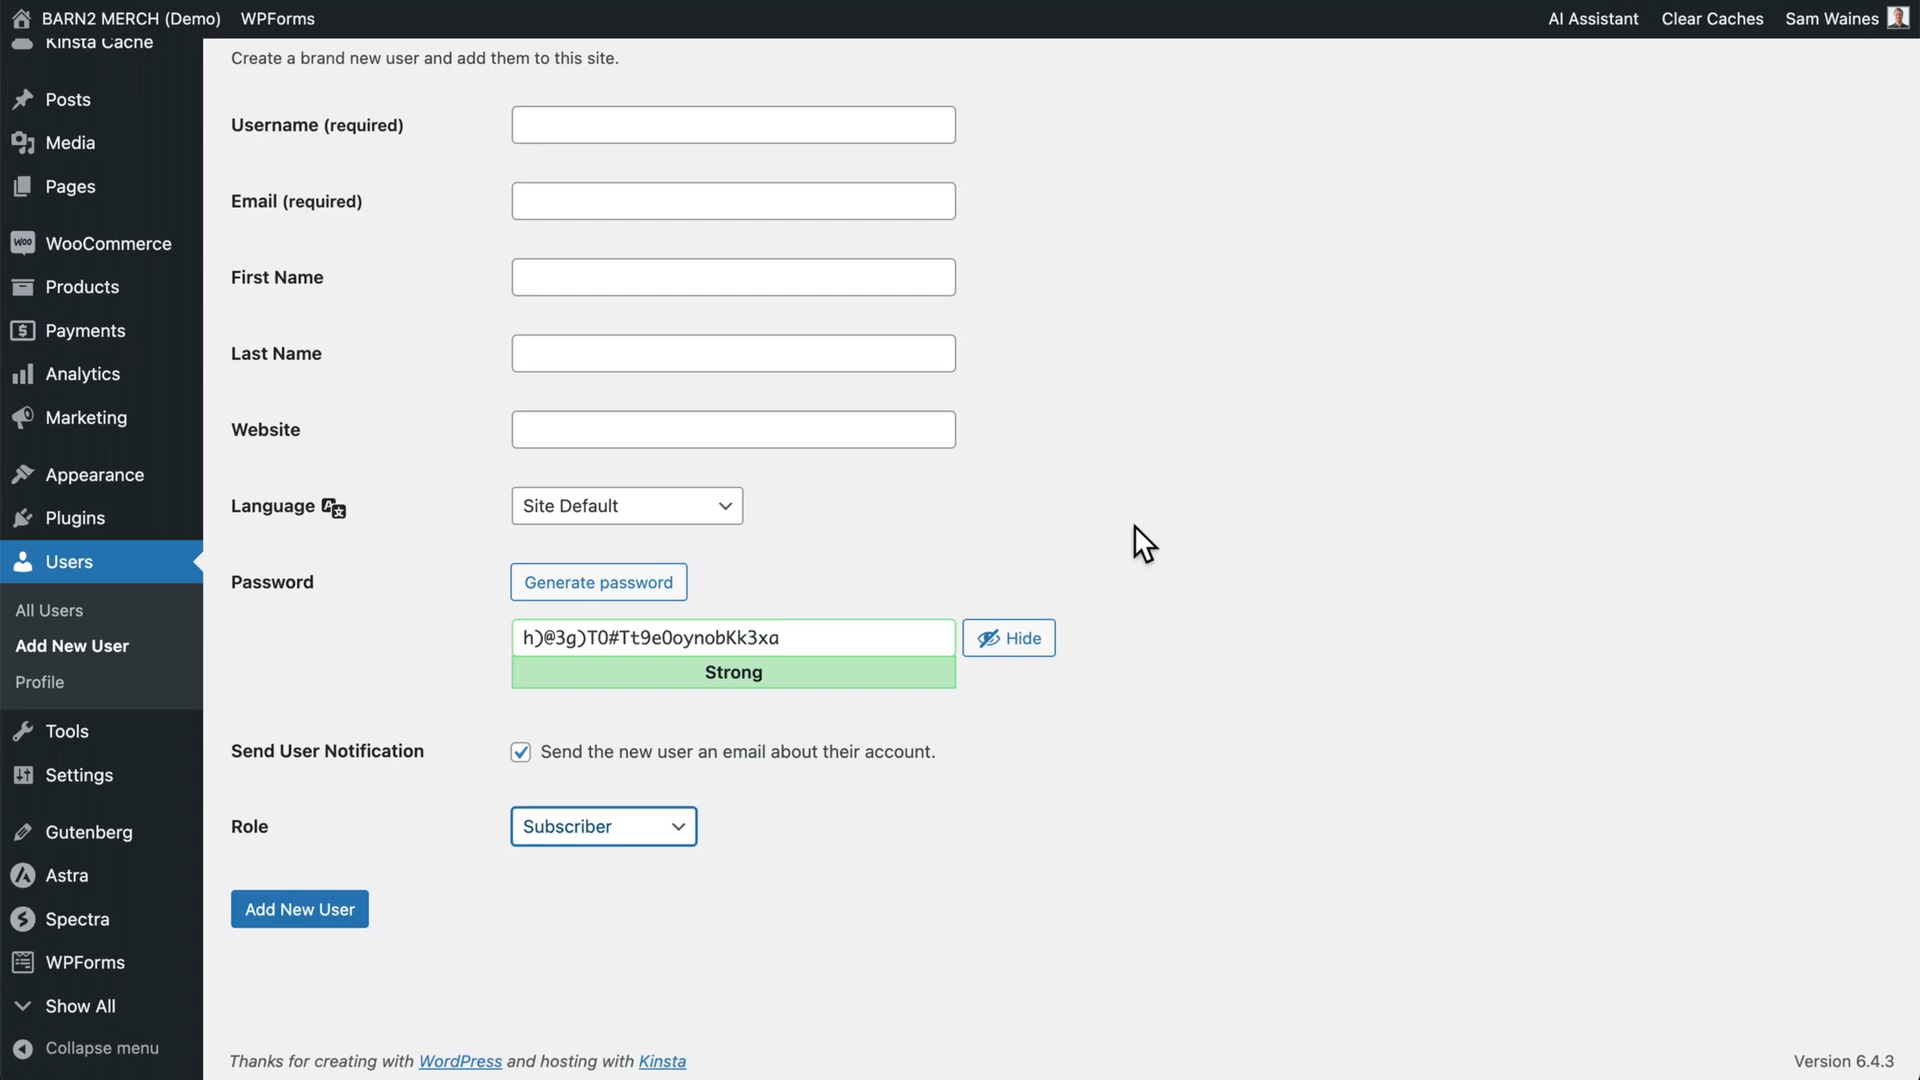 BARN2 MERCH (Demo) WPForms AI Assistant Clear Caches Sam Waines
Kinsta Cache
Posts
Media
Pages
WooCommerce
Products
Payments
Analytics
Marketing
Appearance
Plugins
Users
All Users
Add New User
Profile
Tools
Settings
Gutenberg
Astra
Spectra
WPForms
Show All
Collapse menu
Create a brand new user and add them to this site.
Username (required)
Email (required)
First Name
Last Name
Website
Language Site Default
Password Generate password
h)@3g)T0#Tt9eOoynobKk3xa Hide
Strong
Send User Notification Send the new user an email about their account.
Role Subscriber
Add New User
Thanks for creating with WordPress and hosting with Kinsta Version 6.4.3